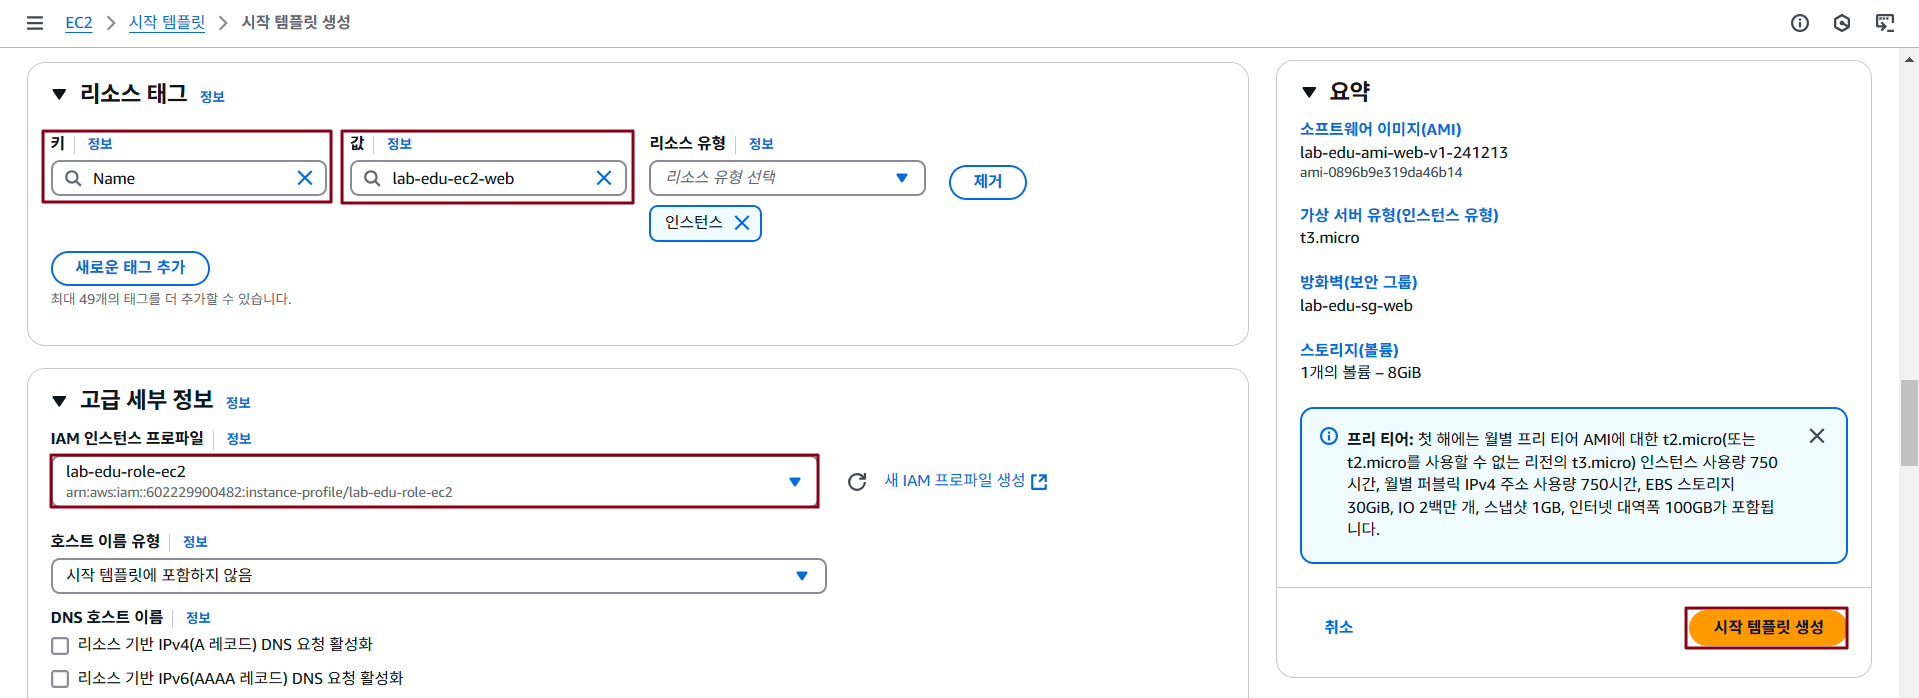 EC2 > 시작 템플릿 > 시작 템플릿 생성
리소스 태그 정보
키 정보
Name
값 정보
lab-edu-ec2-web
리소스 유형 정보
리소스 유형 선택
인스턴스
제거
새로운 태그 추가
최대 49개의 태그를 더 추가할 수 있습니다.
고급 세부 정보 정보
IAM 인스턴스 프로파일 정보
lab-edu-role-ec2
arn:aws:iam::602229900482:instance-profile/lab-edu-role-ec2
새 IAM 프로파일 생성
호스트 이름 유형 정보
시작 템플릿에 포함하지 않음
DNS 호스트 이름 정보
리소스 기반 IPv4(A 레코드) DNS 요청 활성화
리소스 기반 IPv6(AAAA 레코드) DNS 요청 활성화
요약
소프트웨어 이미지(AMI)
lab-edu-ami-web-v1-241213
ami-0896b9e319da46b14
가상 서버 유형(인스턴스 유형)
t3.micro
방화벽(보안 그룹)
lab-edu-sg-web
스토리지(볼륨)
1개의 볼륨 – 8GiB
프리 티어: 첫 해에는 월별 프리 티어 AMI에 대한 t2.micro(또는
t2.micro를 사용할 수 없는 리전의 t3.micro) 인스턴스 사용량 750
시간, 월별 퍼블릭 IPv4 주소 사용량 750시간, EBS 스토리지
30GiB, IO 2백만 개, 스냅샷 1GB, 인터넷 대역폭 100GB가 포함됩
니다.
취소
시작 템플릿 생성